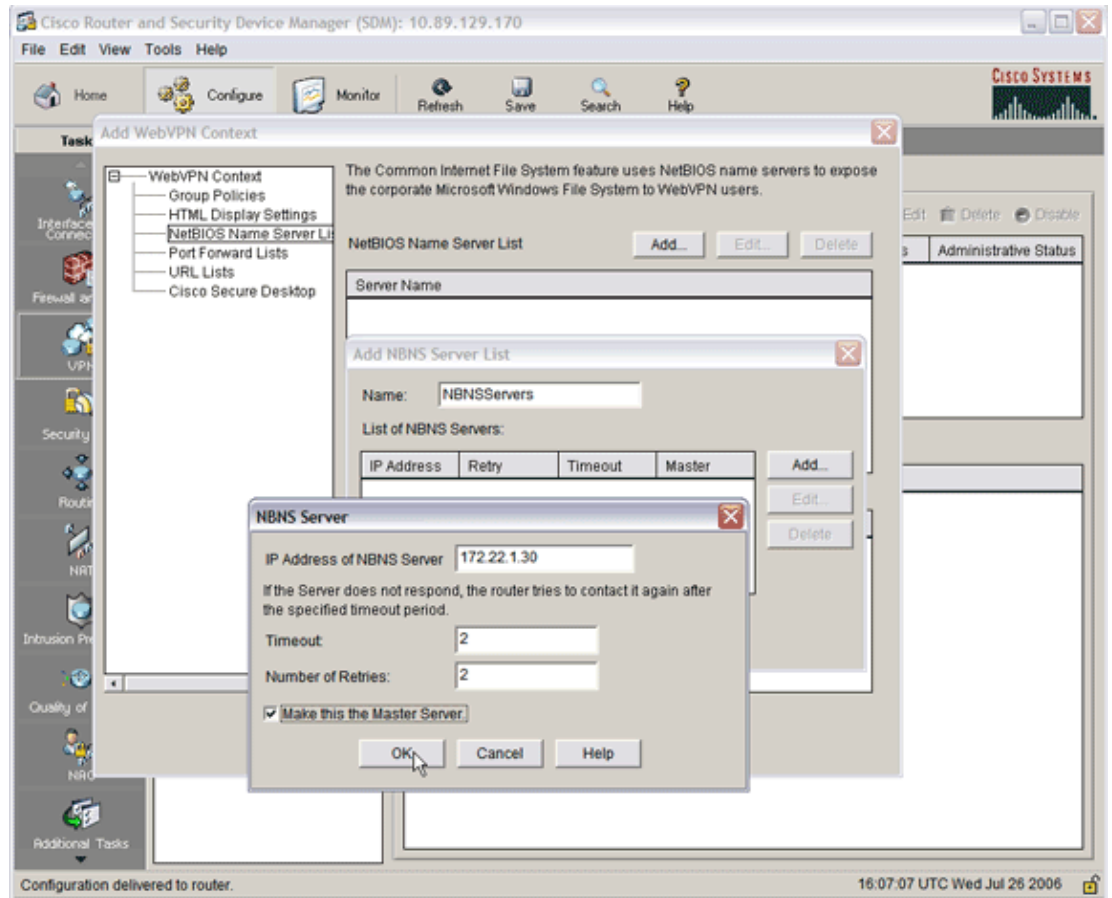 Cisco Router and Security Device Manager (SDM): 10.89.129.170
File Edit View Tools Help
Home Configure Monitor Refresh Save Search Help
CISCO SYSTEMS
Task
Add WebVPN Context
WebVPN Context
Group Policies
HTML Display Settings
NetBIOS Name Server Lis
Port Forward Lists
URL Lists
Cisco Secure Desktop
The Common Internet File System feature uses NetBIOS name servers to expose
the corporate Microsoft Windows File System to WebVPN users.
NetBIOS Name Server List Add... Edit... Delete
Server Name
Edit Delete Disable
s Administrative Status
Interface
Connec
Firewall an
VPN
Security
Routin
NAT
Intrusion Pre
Quality of
NAC
Additional Tasks
Add NBNS Server List
Name: NBNSServers
List of NBNS Servers:
IP Address Retry Timeout Master
Add...
Edit...
Delete
NBNS Server
IP Address of NBNS Server 172.22.1.30
If the Server does not respond, the router tries to contact it again after
the specified timeout period.
Timeout: 2
Number of Retries: 2
Make this the Master Server.
OK Cancel Help
Configuration delivered to router.
16:07:07 UTC Wed Jul 26 2006